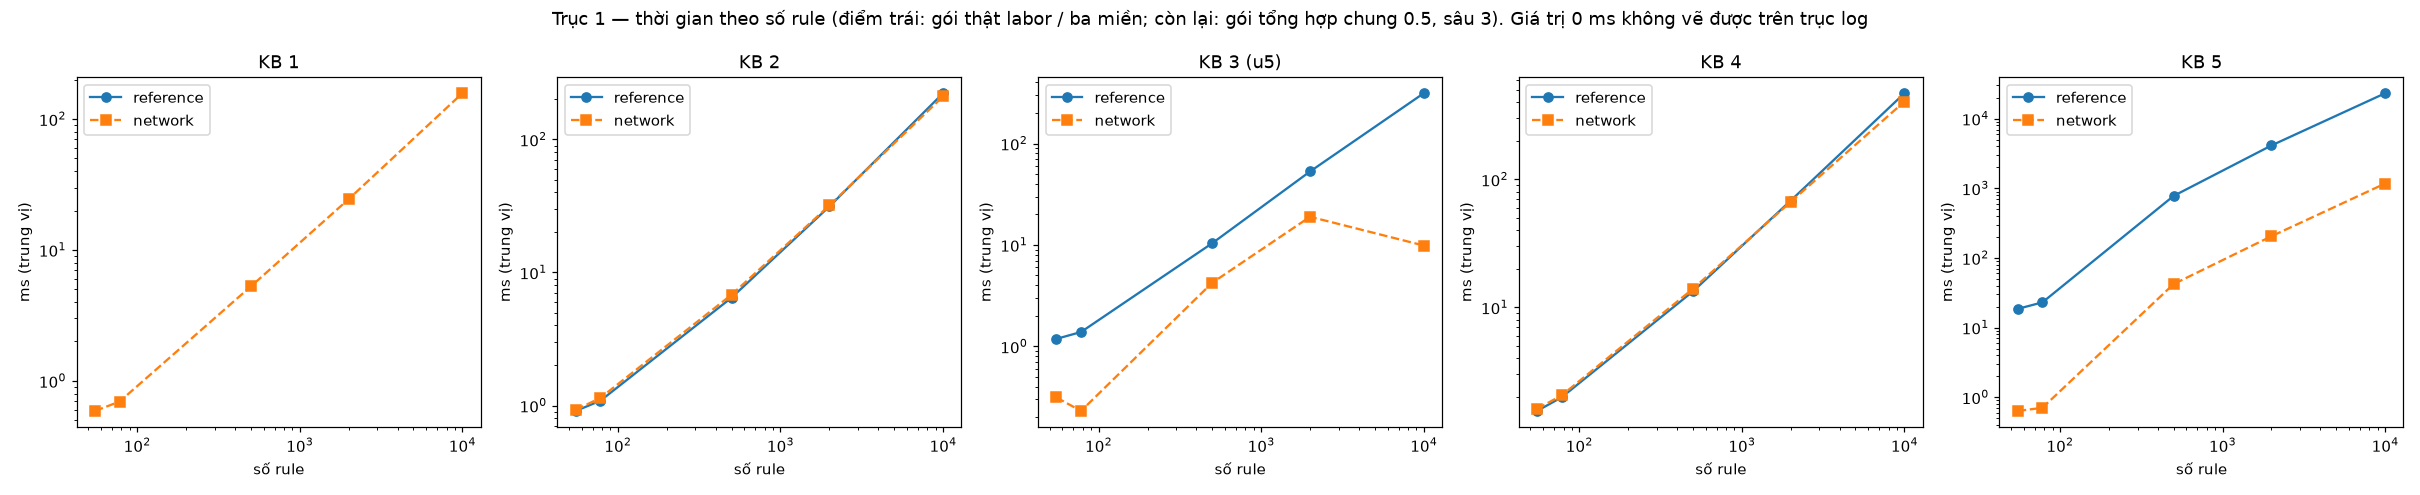 Trục 1 — thời gian theo số rule (điểm trái: gói thật labor / ba miền; còn lại: gói tổng hợp chung 0.5, sâu 3). Giá trị 0 ms không vẽ được trên trục log
KB 1
reference
network
10²
10¹
10⁰
ms (trung vị)
10² 10³ 10⁴
số rule
KB 2
reference
network
10²
10¹
10⁰
ms (trung vị)
10² 10³ 10⁴
số rule
KB 3 (u5)
reference
network
10²
10¹
10⁰
ms (trung vị)
10² 10³ 10⁴
số rule
KB 4
reference
network
10²
10¹
ms (trung vị)
10² 10³ 10⁴
số rule
KB 5
reference
network
10⁴
10³
10²
10¹
10⁰
ms (trung vị)
10² 10³ 10⁴
số rule